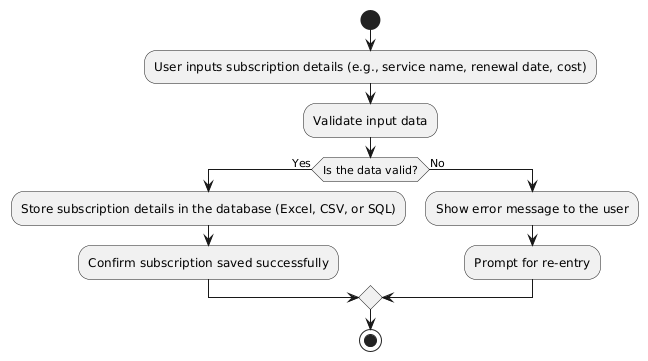 User inputs subscription details (e.g., service name, renewal date, cost)
Validate input data
Is the data valid?
Yes
No
Store subscription details in the database (Excel, CSV, or SQL)
Show error message to the user
Confirm subscription saved successfully
Prompt for re-entry